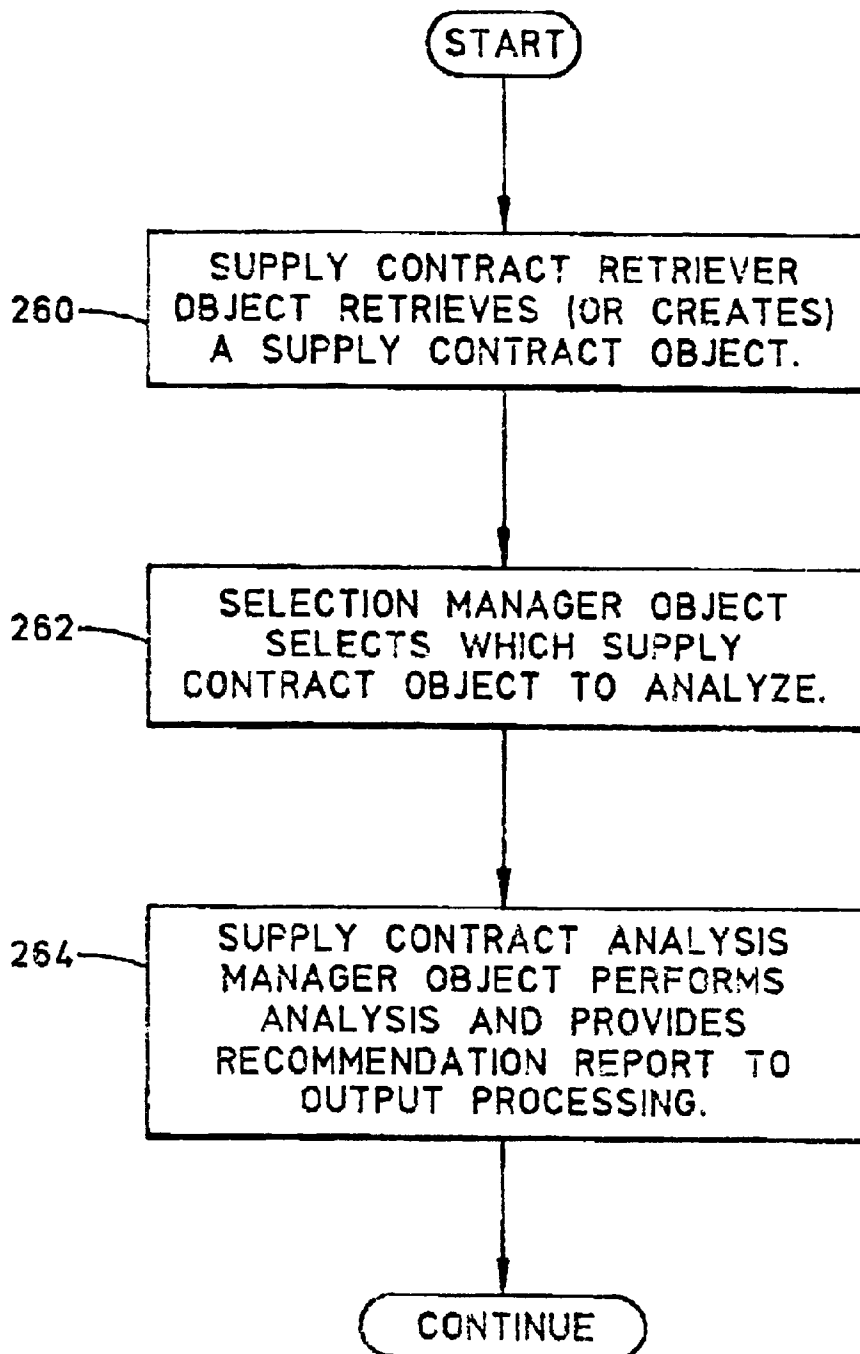 START
260
SUPPLY CONTRACT RETRIEVER
OBJECT RETRIEVES (OR CREATES)
A SUPPLY CONTRACT OBJECT.
262
SELECTION MANAGER OBJECT
SELECTS WHICH SUPPLY
CONTRACT OBJECT TO ANALYZE.
264
SUPPLY CONTRACT ANALYSIS
MANAGER OBJECT PERFORMS
ANALYSIS AND PROVIDES
RECOMMENDATION REPORT TO
OUTPUT PROCESSING.
CONTINUE